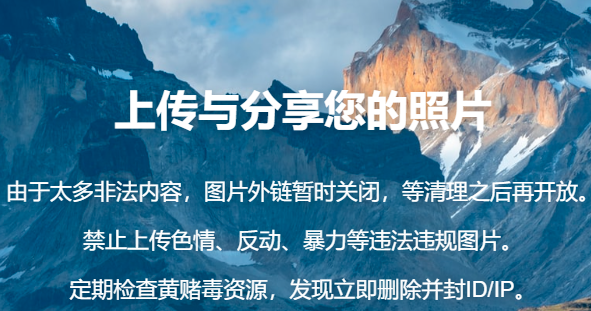 上传与分享您的照片
由于太多非法内容，图片外链暂时关闭，等清理之后再开放。
禁止上传色情、反动、暴力等违法违规图片。
定期检查黄赌毒资源，发现立即删除并封ID/IP。